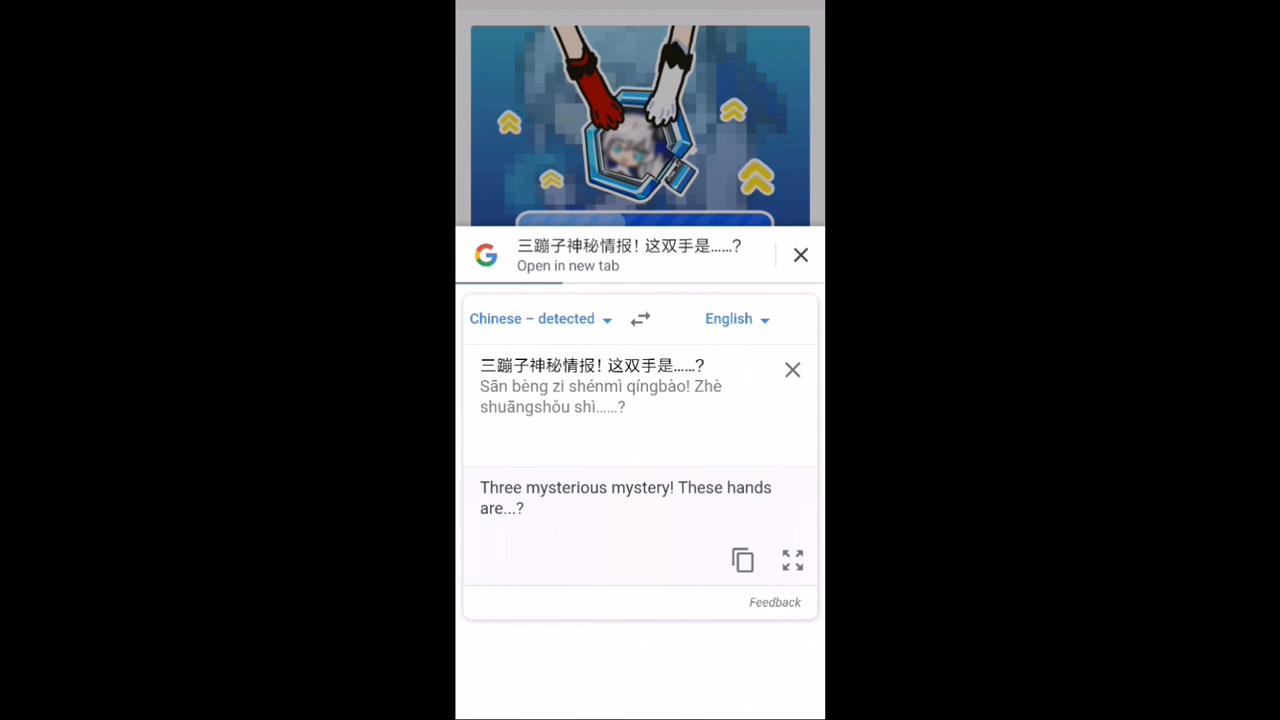 三蹦子神秘情报！这双手是……？
Open in new tab
Chinese – detected
English
三蹦子神秘情报！这双手是……？
Sān bèng zi shénmì qíngbào! Zhè
shuāngshǒu shì……?
Three mysterious mystery! These hands
are...?
Feedback